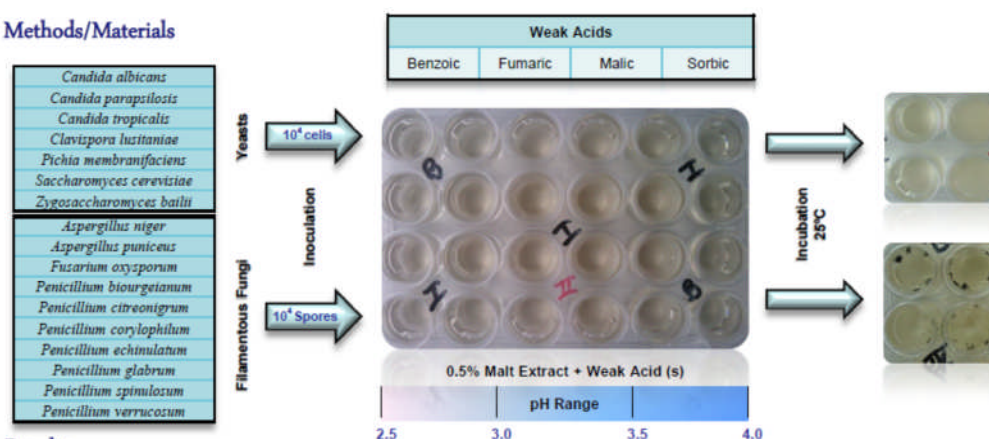 Methods/Materials
Candida albicans
Candida parapsilosis
Candida tropicalis
Clavispora lusitaniae
Pichia membranifaciens
Saccharomyces cerevisiae
Zygosaccharomyces bailii
Aspergillus niger
Aspergillus puniceus
Fusarium oxysporum
Penicillium biourgeianum
Penicillium citreonigrum
Penicillium corylophilum
Penicillium echinulatum
Penicillium glabrum
Penicillium spinulosum
Penicillium verrucosum
Yeasts
Filamentous Fungi
10⁴ cells
Inoculation
10⁴ Spores
Weak Acids
Benzoic Fumaric Malic Sorbic
B
H
I
I
II
B
0.5% Malt Extract + Weak Acid (s)
pH Range
2.5 3.0 3.5 4.0
Incubation
25°C